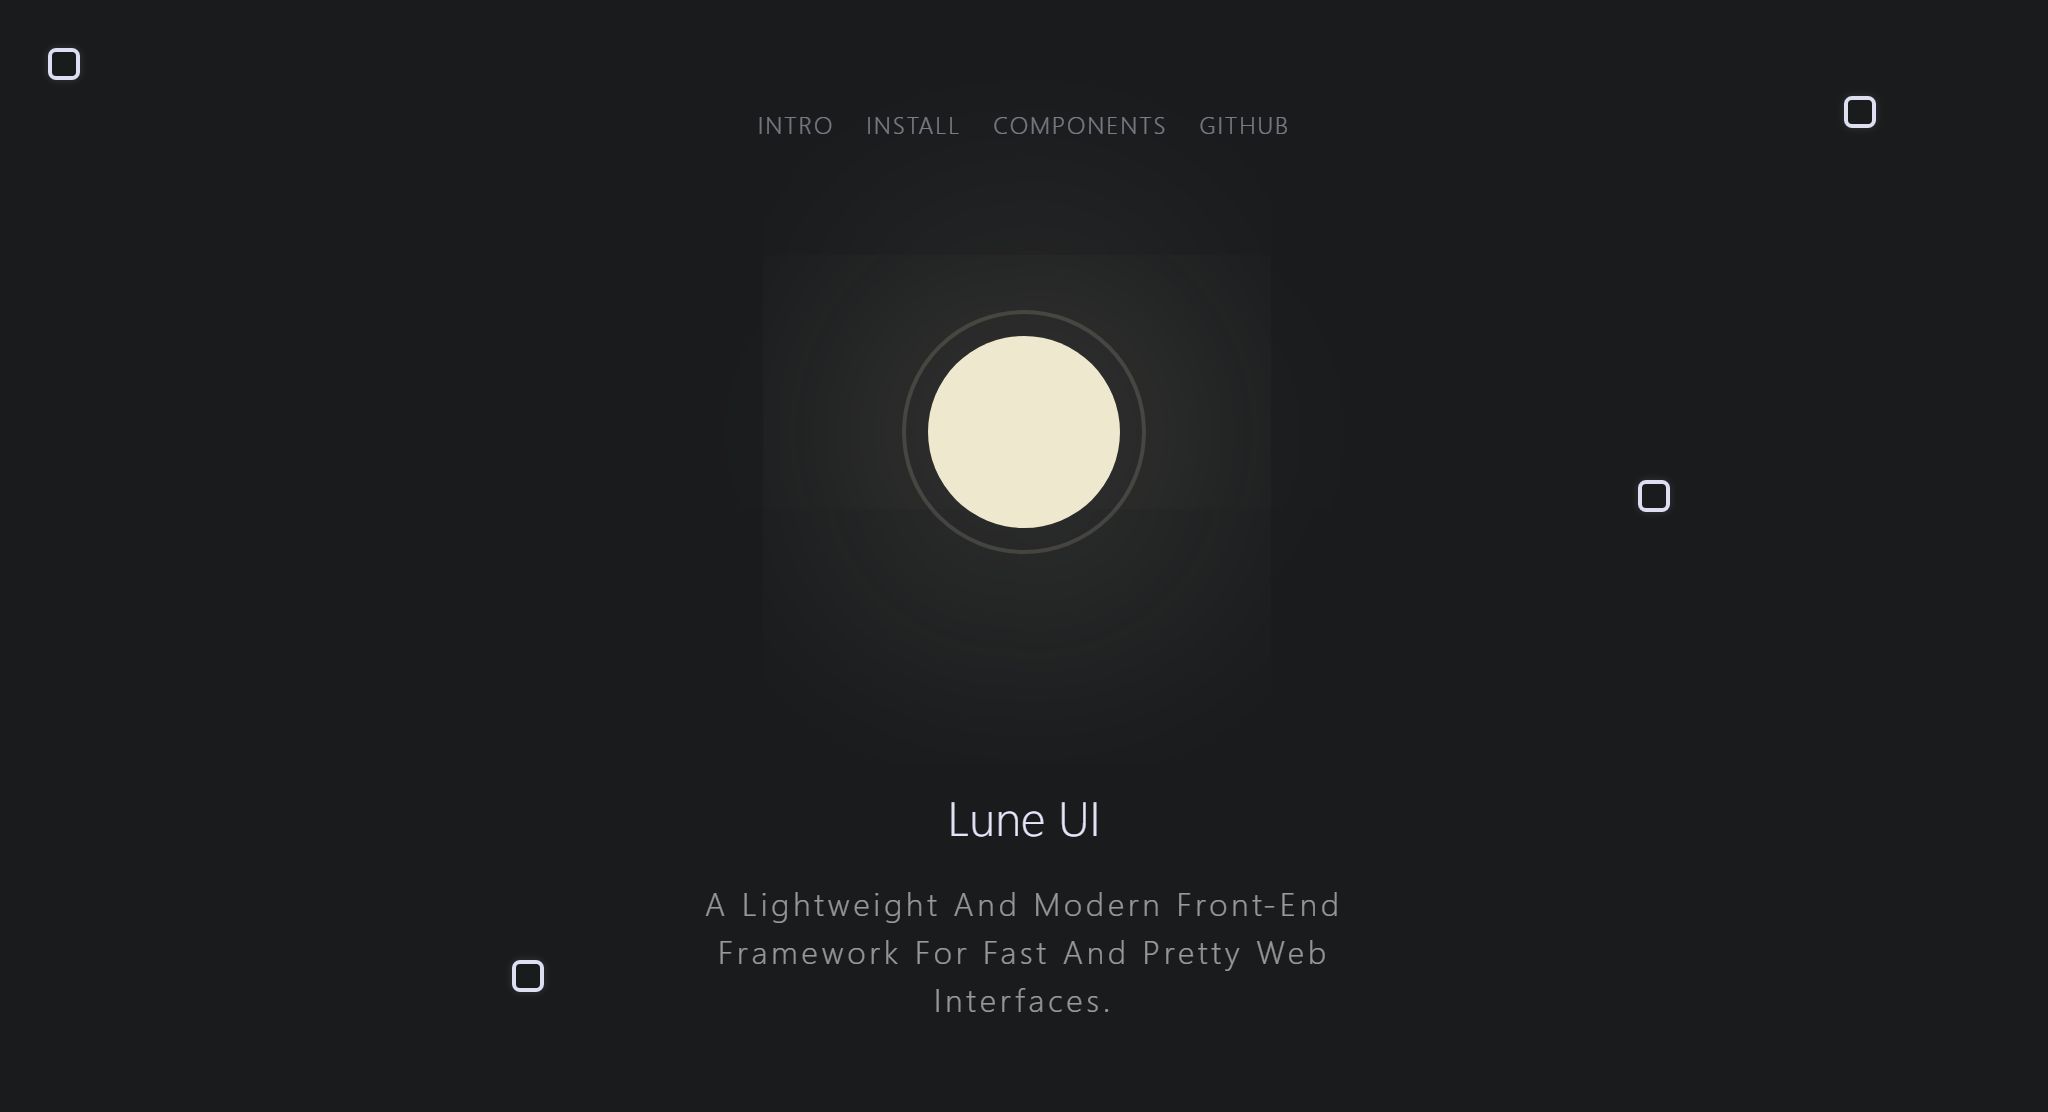 INTRO INSTALL COMPONENTS GITHUB
Lune UI
A Lightweight And Modern Front-End
Framework For Fast And Pretty Web
Interfaces.